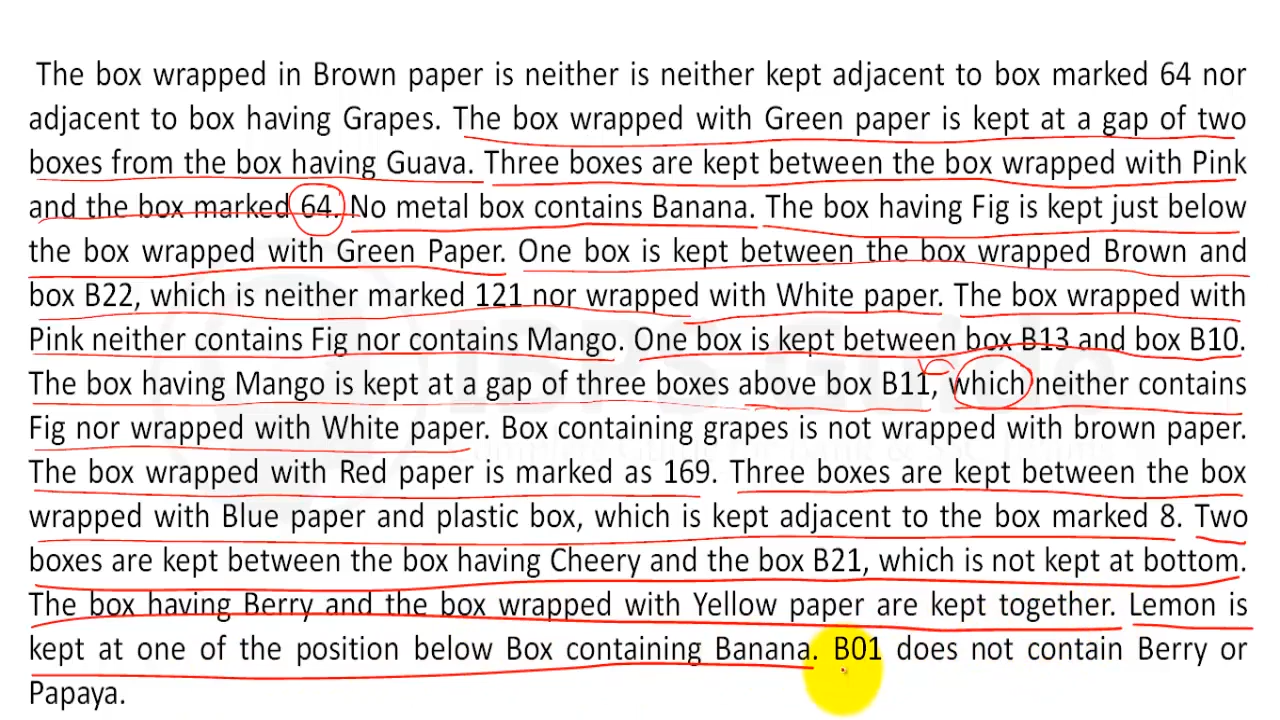 The box wrapped in Brown paper is neither is neither kept adjacent to box marked 64 nor
adjacent to box having Grapes. The box wrapped with Green paper is kept at a gap of two
boxes from the box having Guava. Three boxes are kept between the box wrapped with Pink
and the box marked 64. No metal box contains Banana. The box having Fig is kept just below
the box wrapped with Green Paper. One box is kept between the box wrapped Brown and
box B22, which is neither marked 121 nor wrapped with White paper. The box wrapped with
Pink neither contains Fig nor contains Mango. One box is kept between box B13 and box B10.
The box having Mango is kept at a gap of three boxes above box B11, which neither contains
Fig nor wrapped with White paper. Box containing grapes is not wrapped with brown paper.
The box wrapped with Red paper is marked as 169. Three boxes are kept between the box
wrapped with Blue paper and plastic box, which is kept adjacent to the box marked 8. Two
boxes are kept between the box having Cheery and the box B21, which is not kept at bottom.
The box having Berry and the box wrapped with Yellow paper are kept together. Lemon is
kept at one of the position below Box containing Banana. B01 does not contain Berry or
Papaya.